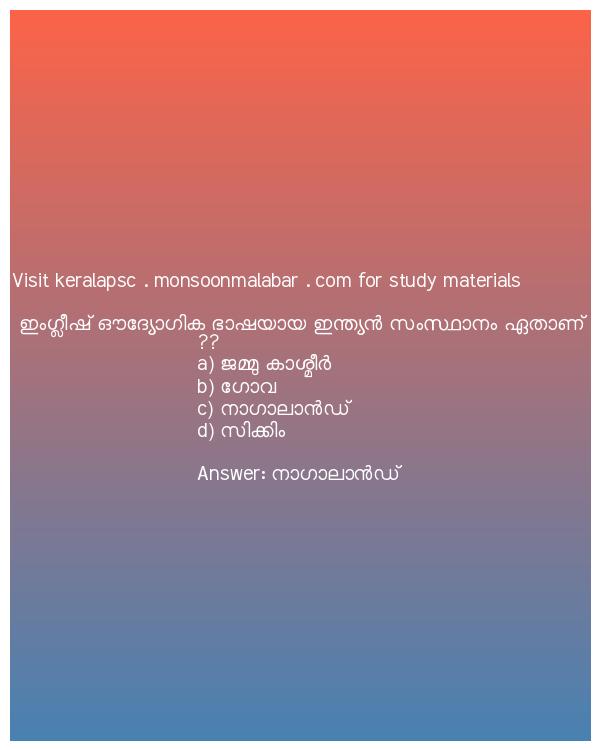 Visit keralapsc . monsoonmalabar . com for study materials
ഇംഗ്ലീഷ് ഔദ്യോഗിക ഭാഷയായ ഇന്ത്യൻ സംസ്ഥാനം ഏതാണ്
??
a) ജമ്മു കാശ്മീർ
b) ഗോവ
c) നാഗാലാൻഡ്
d) സിക്കിം
Answer: നാഗാലാൻഡ്